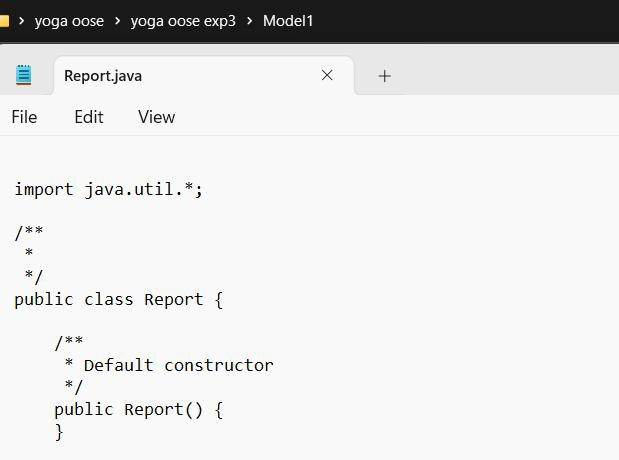 › yoga oose › yoga oose exp3 › Model1
Report.java × +
File Edit View
import java.util.*;
/**
 *
 */
public class Report {
    /**
     * Default constructor
     */
    public Report() {
    }